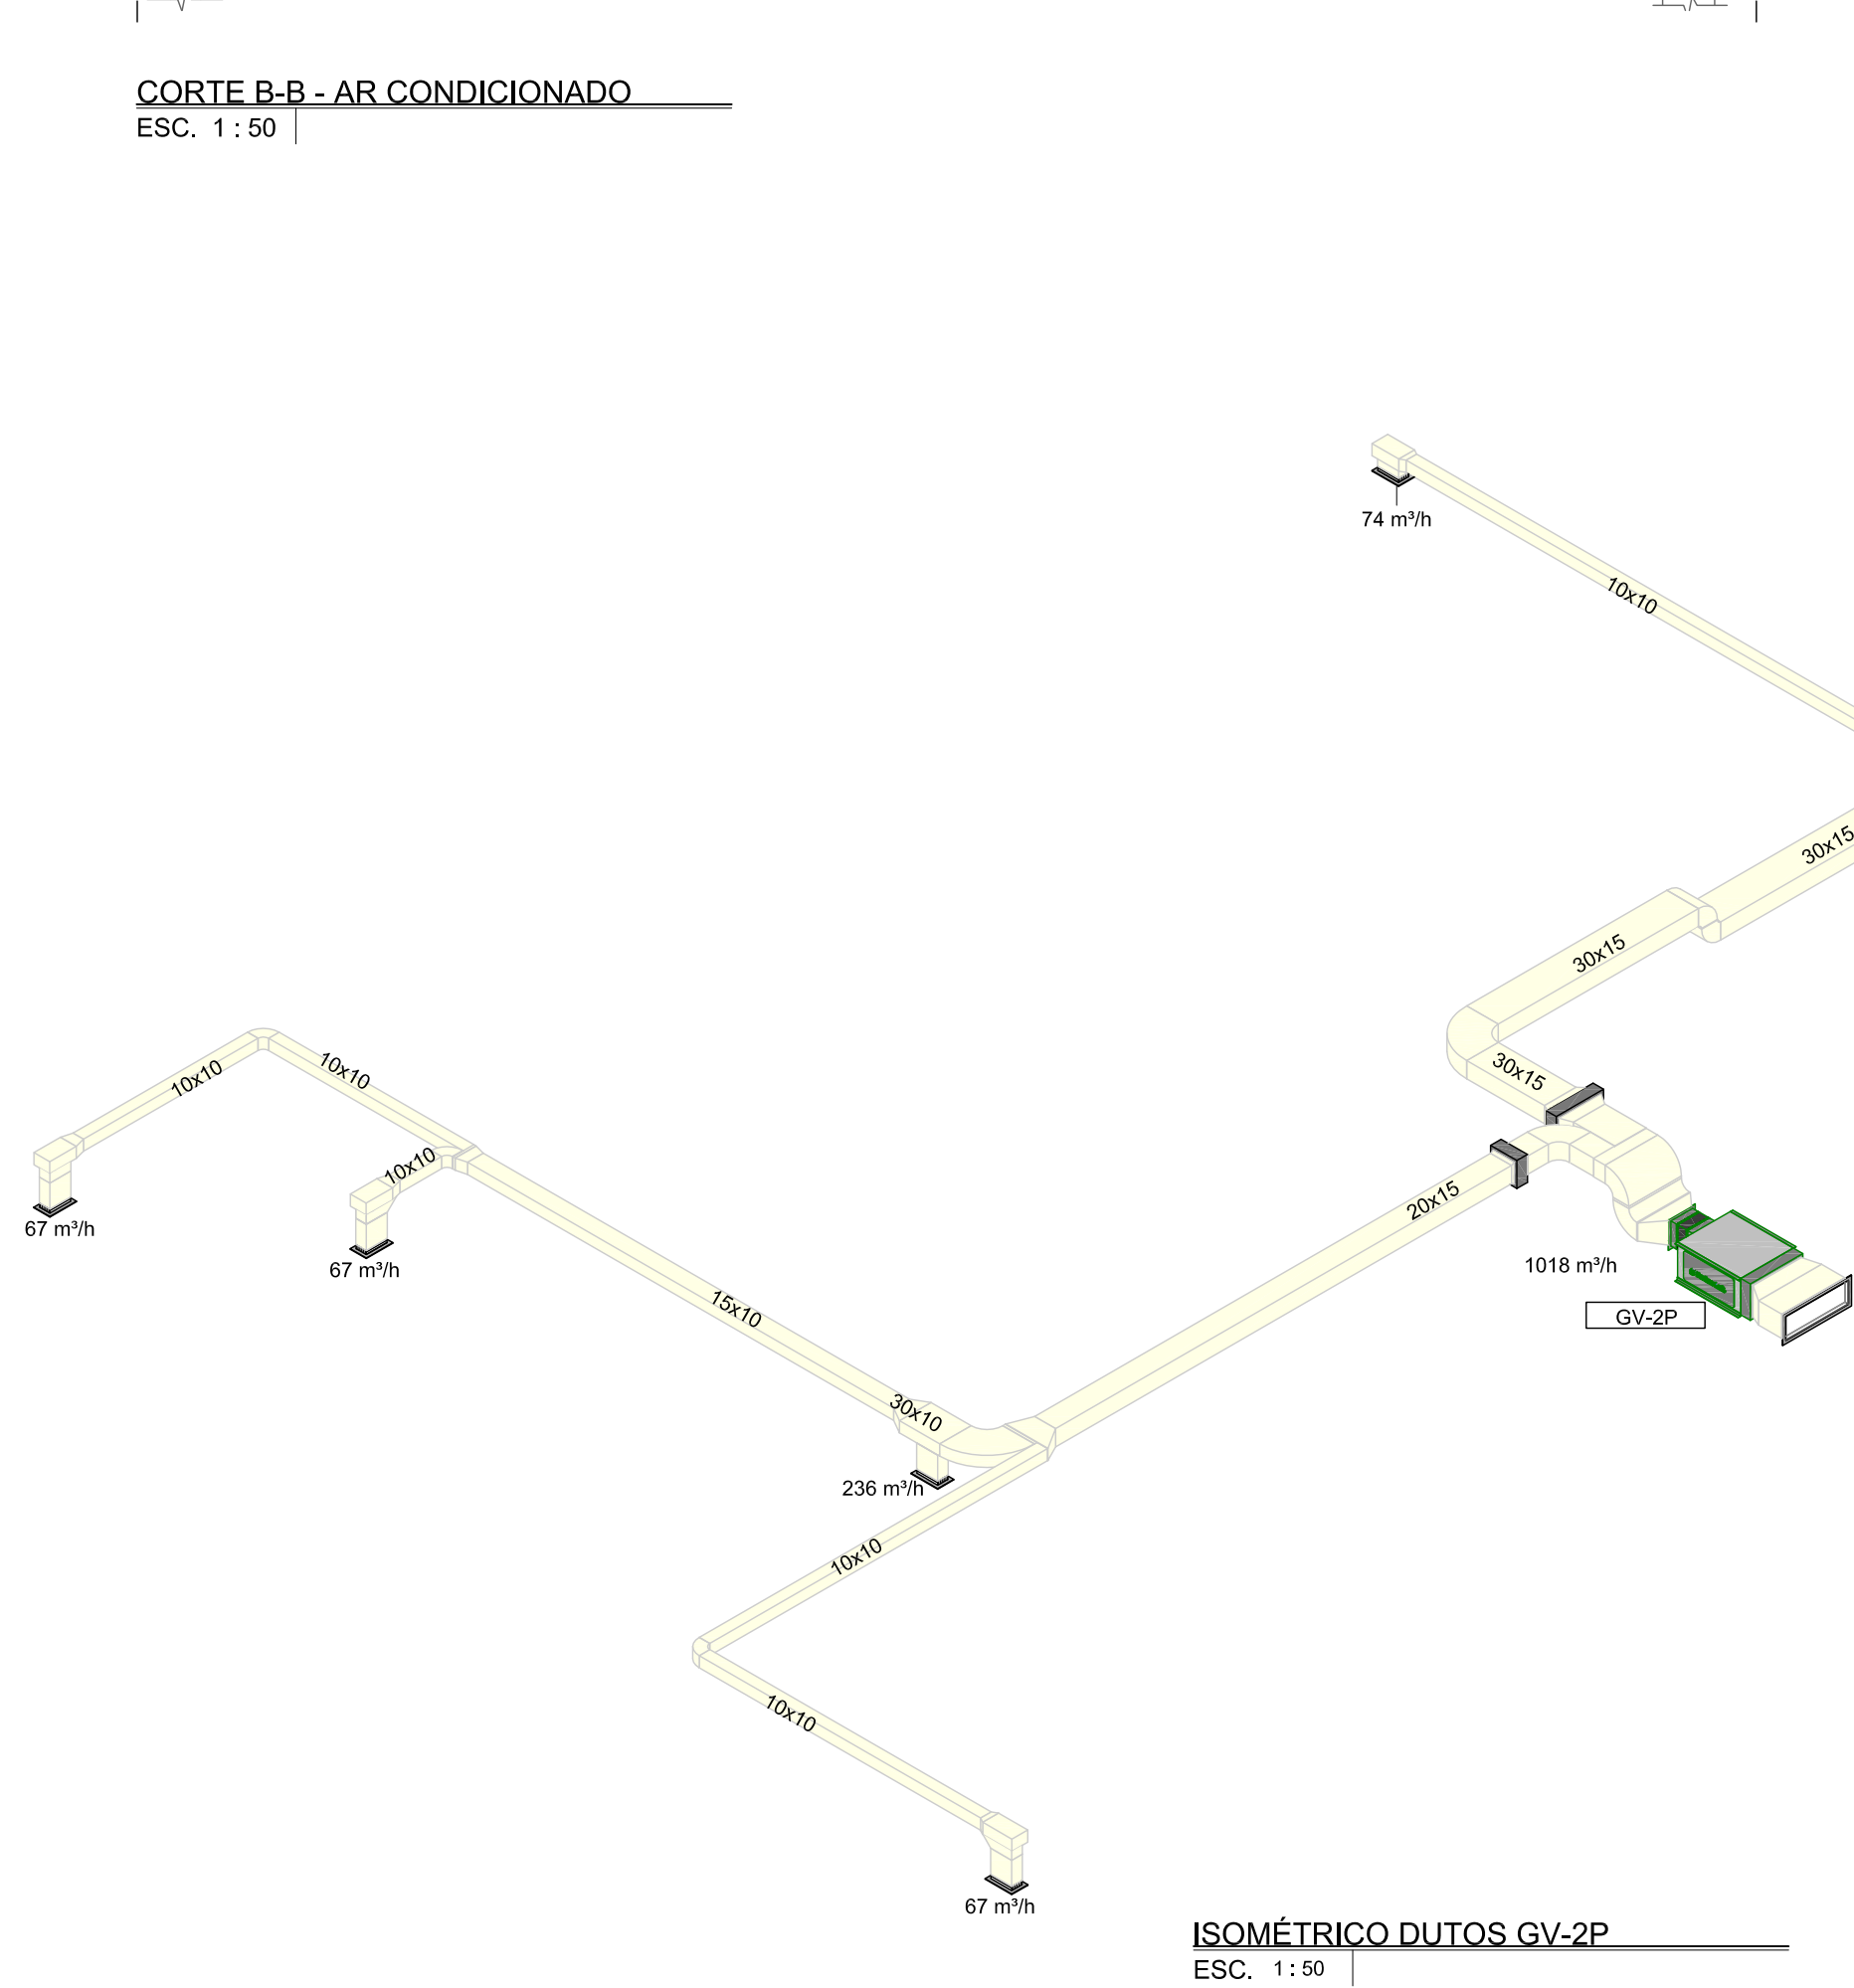 CORTE B-B - AR CONDICIONADO
ESC. 1 : 50
74 m³/h
10x10
30x15
30x15
30x15
10x10
10x10
10x10
20x15
67 m³/h
67 m³/h
1018 m³/h
GV-2P
15x10
30x10
236 m³/h
10x10
10x10
67 m³/h
ISOMÉTRICO DUTOS GV-2P
ESC. 1 : 50